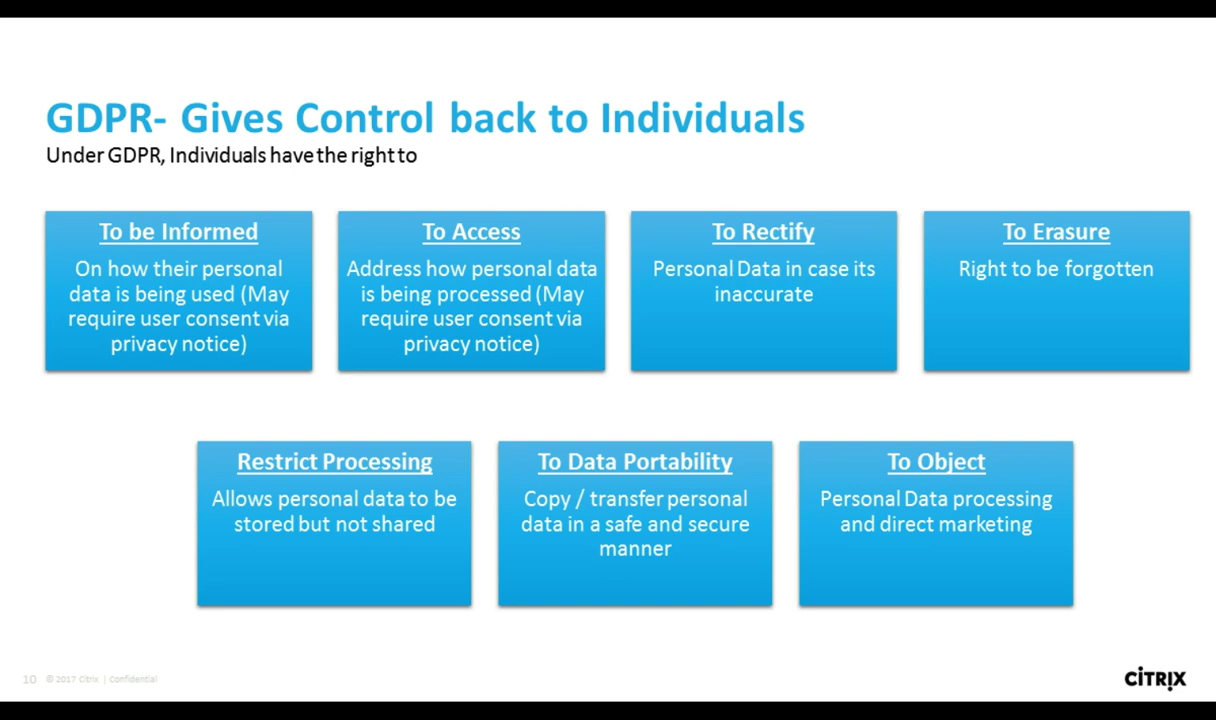 GDPR- Gives Control back to Individuals
Under GDPR, Individuals have the right to
To be Informed
On how their personal
data is being used (May
require user consent via
privacy notice)
To Access
Address how personal data
is being processed (May
require user consent via
privacy notice)
To Rectify
Personal Data in case its
inaccurate
To Erasure
Right to be forgotten
Restrict Processing
Allows personal data to be
stored but not shared
To Data Portability
Copy / transfer personal
data in a safe and secure
manner
To Object
Personal Data processing
and direct marketing
10 © 2017 Citrix | Confidential
CITRIX